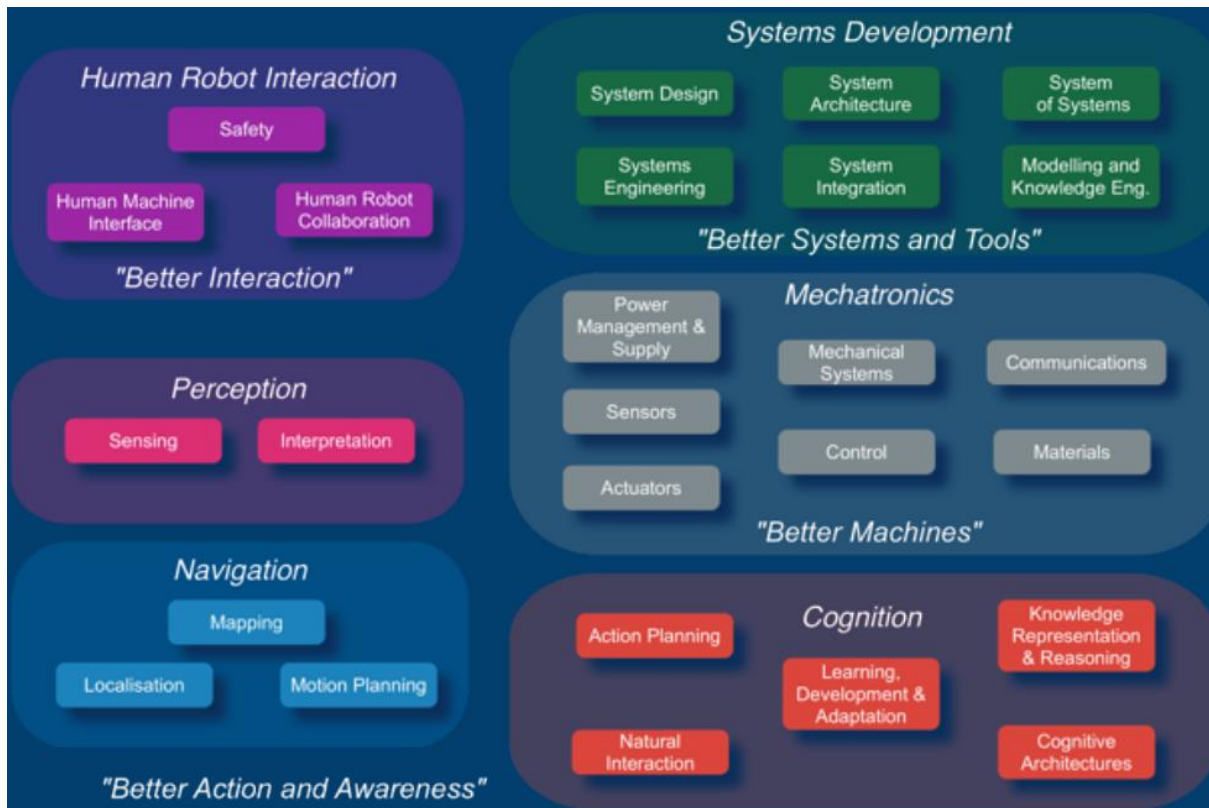 Human Robot Interaction
Safety
Human Machine
Interface
Human Robot
Collaboration
"Better Interaction"
Perception
Sensing
Interpretation
Navigation
Mapping
Localisation
Motion Planning
"Better Action and Awareness"
Systems Development
System Design
System
Architecture
System
of Systems
Systems
Engineering
System
Integration
Modelling and
Knowledge Eng.
"Better Systems and Tools"
Mechatronics
Power
Management &
Supply
Mechanical
Systems
Communications
Sensors
Control
Materials
Actuators
"Better Machines"
Cognition
Action Planning
Knowledge
Representation
& Reasoning
Learning,
Development &
Adaptation
Natural
Interaction
Cognitive
Architectures